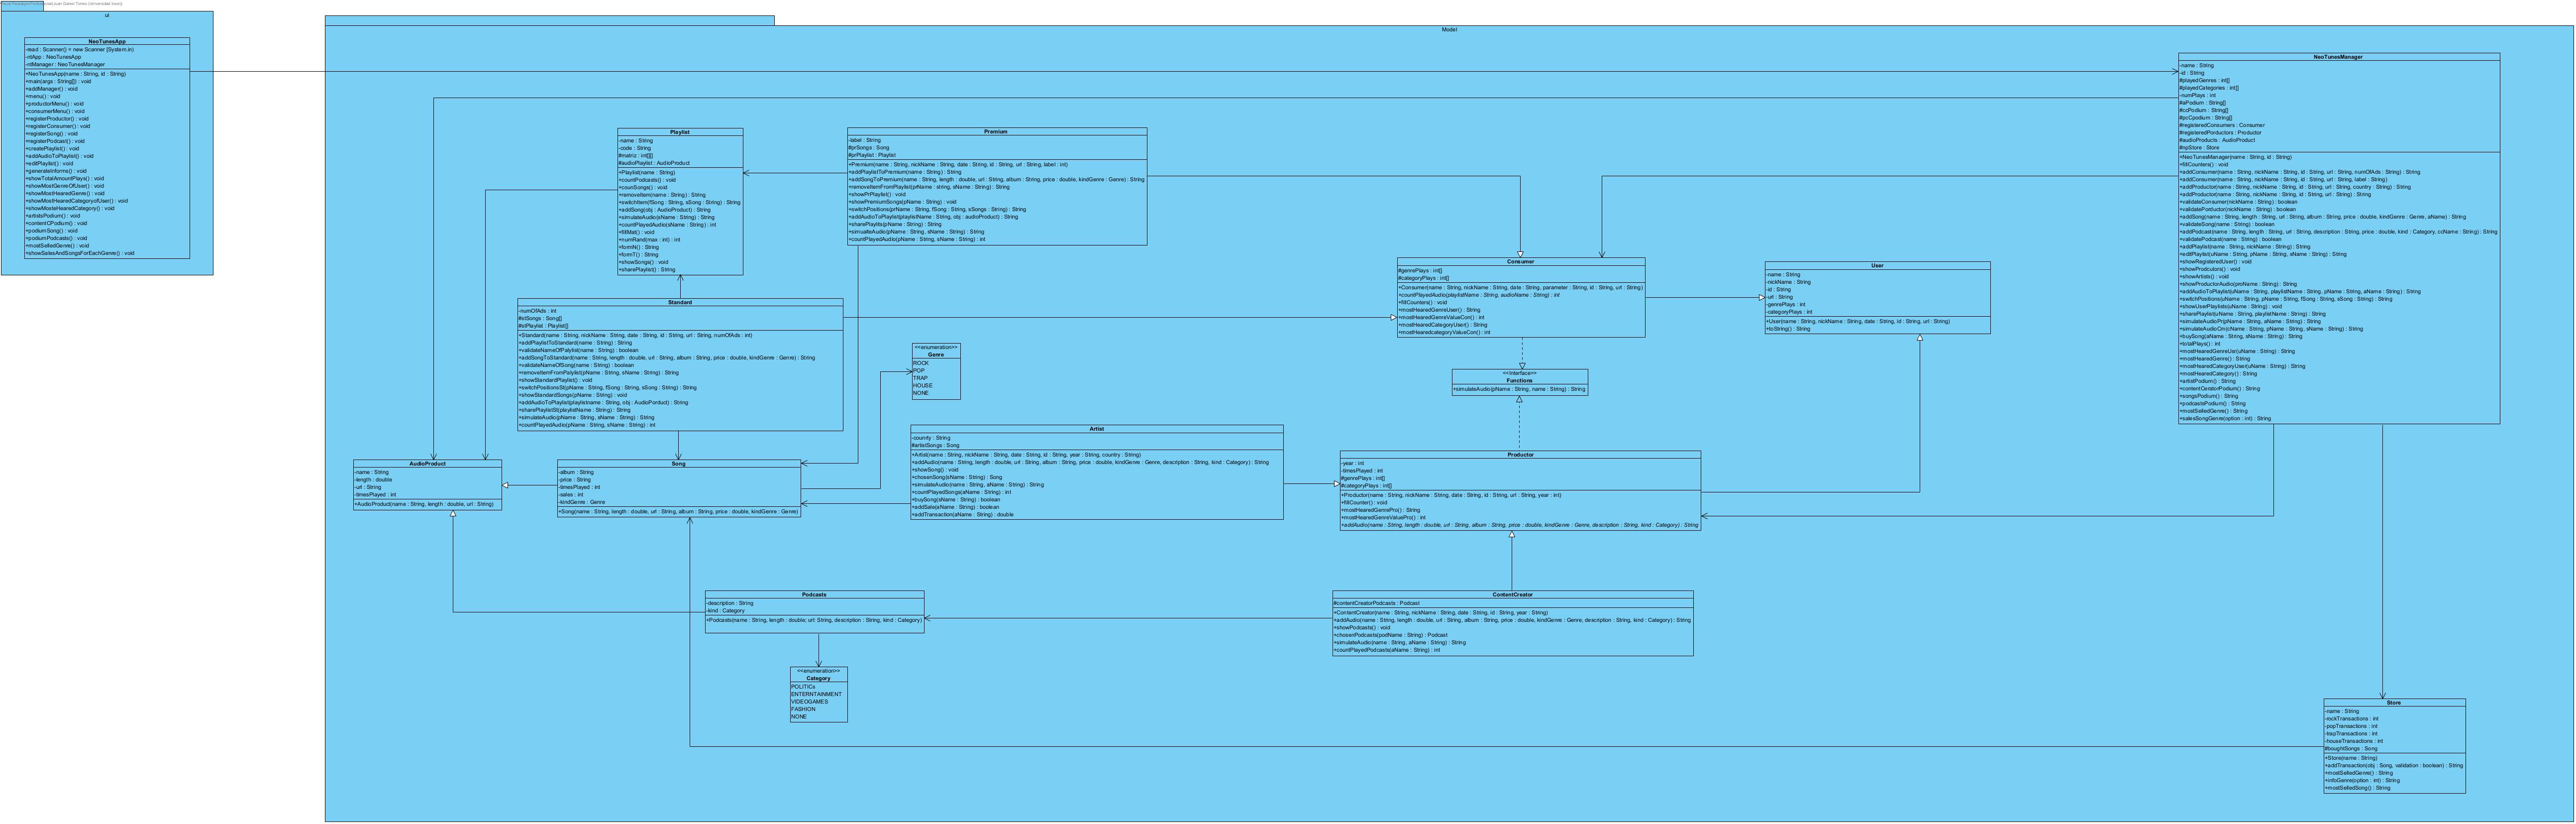 ui
NeoTunesApp
-read : Scanner() = new Scanner (System.in)
-ntApp : NeoTunesApp
-ntManager : NeoTunesManager
+NeoTunesApp(name : String, id : String)
+main(args : String[]) : void
+addManager() : void
+menu() : void
+productorMenu() : void
+consumerMenu() : void
+registerProductor() : void
+registerConsumer() : void
+registerSong() : void
+registerPodcast() : void
+createPlaylist() : void
+addAudioToPlaylist() : void
+editPlaylist() : void
+generateInforms() : void
+showTotalAmountPlays() : void
+showMostGenreOfUser() : void
+showMostHearedGenre() : void
+showMostHearedCategoryofUser() : void
+showMosteHearedCategory() : void
+artistsPodium() : void
+contentCPodium() : void
+podiumSong() : void
+podiumPodcasts() : void
+mostSelledGenre() : void
+showSalesAndSongsForEachGenre() : void
Model
NeoTunesManager
-name : String
-id : String
#playedGenres : int[]
#playedCategories : int[]
-numPlays : int
#aPodium : String[]
#ccPodium : String[]
#pcCpodium : String[]
#registeredConsumers : Consumer
#registeredPorductors : Productor
#audioProducts : AudioProduct
#npStore : Store
+NeoTunesManager(name : String, id : String)
+fillCounters() : void
+addConsumer(name : String, nickName : String, id : String, url : String, numOfAds : String) : String
+addConsumer(name : String, nickName : String, id : String, url : String, label : String)
+addProductor(name : String, nickName : String, id : String, url : String, country : String) : String
+addProductor(name : String, nickName : String, id : String, url : String) : String
+validateConsumer(nickName : String) : boolean
+validatePorductor(nickName : String) : boolean
+addSong(name : String, length : String, url : String, album : String, price : double, kindGenre : Genre, aName : String)
+validateSong(name : String) : boolean
+addPodcast(name : String, length : String, url : String, description : String, price : double, kind : Category, ccName : String) : String
+validatePodcast(name : String) : boolean
+addPlaylist(name : String, nickName : String) : String
+editPlaylist(uName : String, pName : String, sName : String) : String
+showRegisteredUser() : void
+showProdcutors() : void
+showArtists() : void
+showProductorAudio(proName : String) : String
+addAudioToPlaylist(uName : String, playlistName : String, pName : String, aName : String) : String
+switchPositions(uName : String, pName : String, fSong : String, sSong : String) : String
+showUserPlaylists(uName : String) : void
+sharePlaylist(uName : String, playlistName : String) : String
+simulateAudioPr(pName : String, aName : String) : String
+simulateAudioCn(cName : String, pName : String, sName : String) : String
+buySong(aName : String, sName : String) : String
+totalPlays() : int
+mostHearedGenreUsr(uName : String) : String
+mostHearedGenre() : String
+mostHearedCategoryUser(uName : String) : String
+mostHearedCategory() : String
+artistPodium() : String
+contentCeratorPodium() : String
+songsPodium() : String
+podcastsPodium() : String
+mostSelledGenre() : String
+salesSongGenre(option : int) : String
Playlist
-name : String
-code : String
#matriz : int[][]
#audioPlaylist : AudioProduct
+Playlist(name : String)
+countPodcasts() : void
+counSongs() : void
+removeItem(name : String) : String
+switchItem(fSong : String, sSong : String) : String
+addSong(obj : AudioProduct) : String
+simulateAudio(sName : String) : String
+countPlayedAudio(sName : String) : int
+fillMat() : void
+numRand(max : int) : int
+formN() : String
+formT() : String
+showSongs() : void
+sharePlaylist() : String
Premium
-label : String
#prSongs : Song
#prPlaylist : Playlist
+Premium(name : String, nickName : String, date : String, id : String, url : String, label : int)
+addPlaylistToPremium(name : String) : String
+addSongToPremium(name : String, length : double, url : String, album : String, price : double, kindGenre : Genre) : String
+removeItemFromPlaylist(prName : string, sName : String) : String
+showPrPlaylist() : void
+showPremiumSongs(pName : String) : void
+switchPositions(prName : String, fSong : String, sSongs : String) : String
+addAudioToPlaylist(playlistName : String, obj : audioProduct) : String
+sharePlaylits(pName : String) : String
+simualteAudio(pName : String, sName : String) : String
+countPlayedAudio(pName : String, sName : String) : int
Consumer
#genrePlays : int[]
#categoryPlays : int[]
+Consumer(name : String, nickName : String, date : String, parameter : String, id : String, url : String)
+countPlayedAudio(playlistName : String, audioName : String) : int
+fillCounters() : void
+mostHearedGenreUser() : String
+mostHearedGenreValueCon() : int
+mostHearedCategoryUser() : String
+mostHearedcategoryValueCon() : int
User
-name : String
-nickName : String
-id : String
-url : String
-genrePlays : int
-categoryPlays : int
+User(name : String, nickName : String, date : String, id : String, url : String)
+toString() : String
Standard
-numOfAds : int
#stSongs : Song[]
#stPlaylist : Playlist[]
+Standard(name : String, nickName : String, date : String, id : String, url : String, numOfAds : int)
+addPlaylistToStandard(name : String) : String
+validateNameOfPalylist(name : String) : boolean
+addSongToStandard(name : String, length : double, url : String, album : String, price : double, kindGenre : Genre) : String
+validateNameOfSong(name : String) : boolean
+removeItemFromPalylist(pName : String, sName : String) : String
+showStandardPlaylist() : void
+switchPositionsSt(pName : String, fSong : String, sSong : String) : String
+showStandardSongs(pName : String) : void
+addAudioToPlaylist(playlistname : String, obj : AudioPorduct) : String
+sharePlaylistSt(playlistName : String) : String
+simulateAudio(pName : String, sName : String) : String
+countPlayedAudio(pName : String, sName : String) : int
<<enumeration>>
Genre
ROCK
POP
TRAP
HOUSE
NONE
<<Interface>>
Functions
+simulateAudio(pName : String, name : String) : String
AudioProduct
-name : String
-length : double
-url : String
-timesPlayed : int
+AudioProduct(name : String, length : double, url : String)
Song
-album : String
-price : String
-timesPlayed : int
-sales : int
-kindGenre : Genre
+Song(name : String, length : double, url : String, album : String, price : double, kindGenre : Genre)
Artist
-county : String
#artistSongs : Song
+Artist(name : String, nickName : String, date : String, id : String, year : String, country : String)
+addAudio(name : String, length : double, url : String, album : String, price : double, kindGenre : Genre, description : String, kind : Category) : String
+showSong() : void
+chosenSong(sName : String) : Song
+simulateAudio(name : String, aName : String) : String
+countPlayedSongs(aName : String) : int
+buySong(sName : String) : boolean
+addSale(aName : String) : boolean
+addTransaction(aName : String) : double
Productor
-year : int
-timesPlayed : int
#genrePlays : int[]
#categoryPlays : int[]
+Productor(name : String, nickName : String, date : String, id : String, url : String, year : int)
+fillCounter() : void
+mostHearedGenrePro() : String
+mostHearedGenreValuePro() : int
+addAudio(name : String, length : double, url : String, album : String, price : double, kindGenre : Genre, description : String, kind : Category) : String
Podcasts
-description : String
-kind : Category
+Podcasts(name : String, length : double, url : String, description : String, kind : Category)
<<enumeration>>
Category
POLITICs
ENTERNTAINMENT
VIDEOGAMES
FASHION
NONE
ContentCreator
#contentCreatorPodcasts : Podcast
+ContentCreator(name : String, nickName : String, date : String, id : String, year : String)
+addAudio(name : String, length : double, url : String, album : String, price : double, kindGenre : Genre, description : String, kind : Category) : String
+showPodcasts() : void
+chosenPodcasts(podName : String) : Podcast
+simulateAudio(name : String, aName : String) : String
+countPlayedPodcasts(aName : String) : int
Store
-name : String
-rockTransactions : int
-popTransactions : int
-trapTransactions : int
-houseTransactions : int
#boughtSongs : Song
+Store(name : String)
+addTransaction(obj : Song, validation : boolean) : String
+mostSelledGenre() : String
+infoGenre(option : int) : String
+mostSelledSong() : String